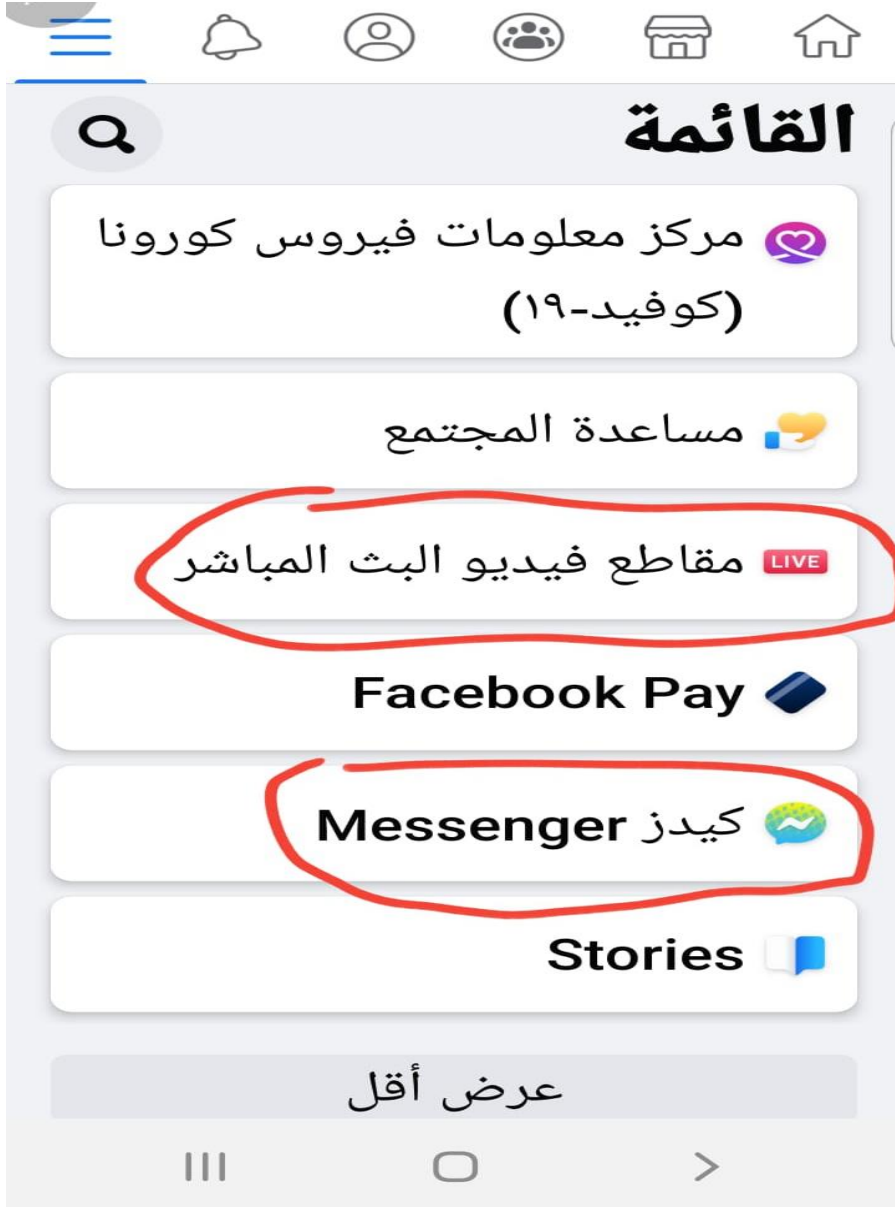 القائمة
مركز معلومات فيروس كورونا
(كوفيد-١٩)
مساعدة المجتمع
LIVE مقاطع فيديو البث المباشر
Facebook Pay
كيدز Messenger
Stories
عرض أقل